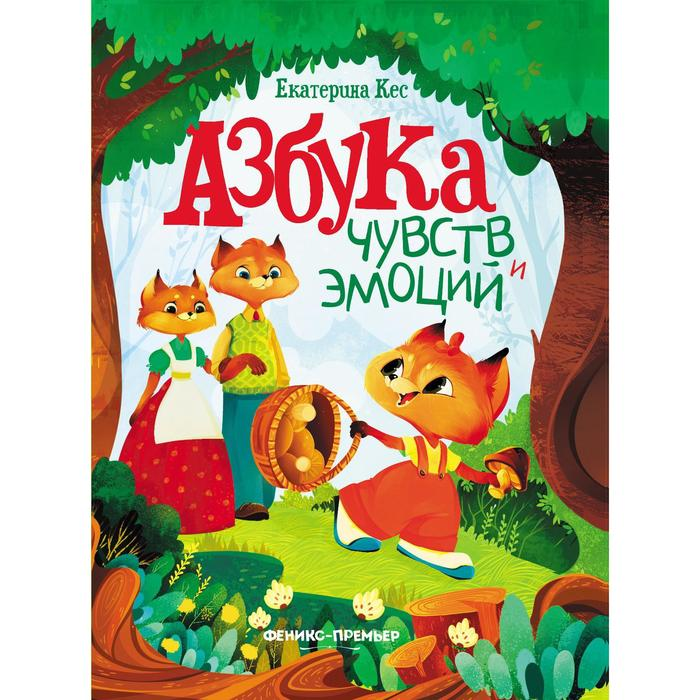 Екатерина Кес
Азбука
чувств
и
эмоций
Феникс-Премьер